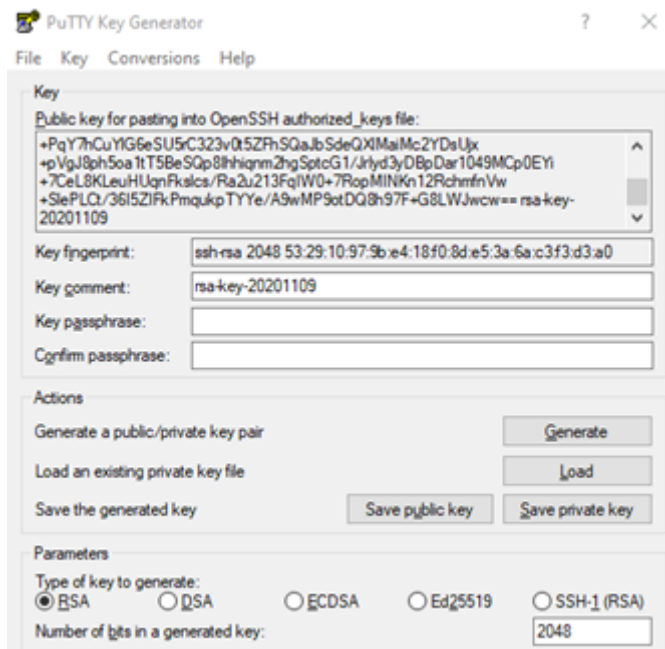 PuTTY Key Generator
? ×
File Key Conversions Help
Key
Public key for pasting into OpenSSH authorized_keys file:
+PqY7hCuYlG6eSU5rC323v0t5ZFhSQaJbSdeQXlMaiMc2YDsUjx
+pVgJ8ph5oa1tT5BeSQp8lhhiqnm2hgSptcG1/Jrlyd3yDBpDar1049MCp0EYi
+7CeL8KLeuHUqnFkslcs/Ra2u213FqIW0+7RopMINKn12RchmfnVw
+SlePLCt/36I5ZIFkPmqukpTYYe/A9wMP9otDQ8h97F+G8LWJwcw== rsa-key-
20201109
Key fingerprint: ssh-rsa 2048 53:29:10:97:9b:e4:18:f0:8d:e5:3a:6a:c3:f3:d3:a0
Key comment: rsa-key-20201109
Key passphrase:
Confirm passphrase:
Actions
Generate a public/private key pair Generate
Load an existing private key file Load
Save the generated key Save public key Save private key
Parameters
Type of key to generate:
RSA DSA ECDSA Ed25519 SSH-1 (RSA)
Number of bits in a generated key: 2048